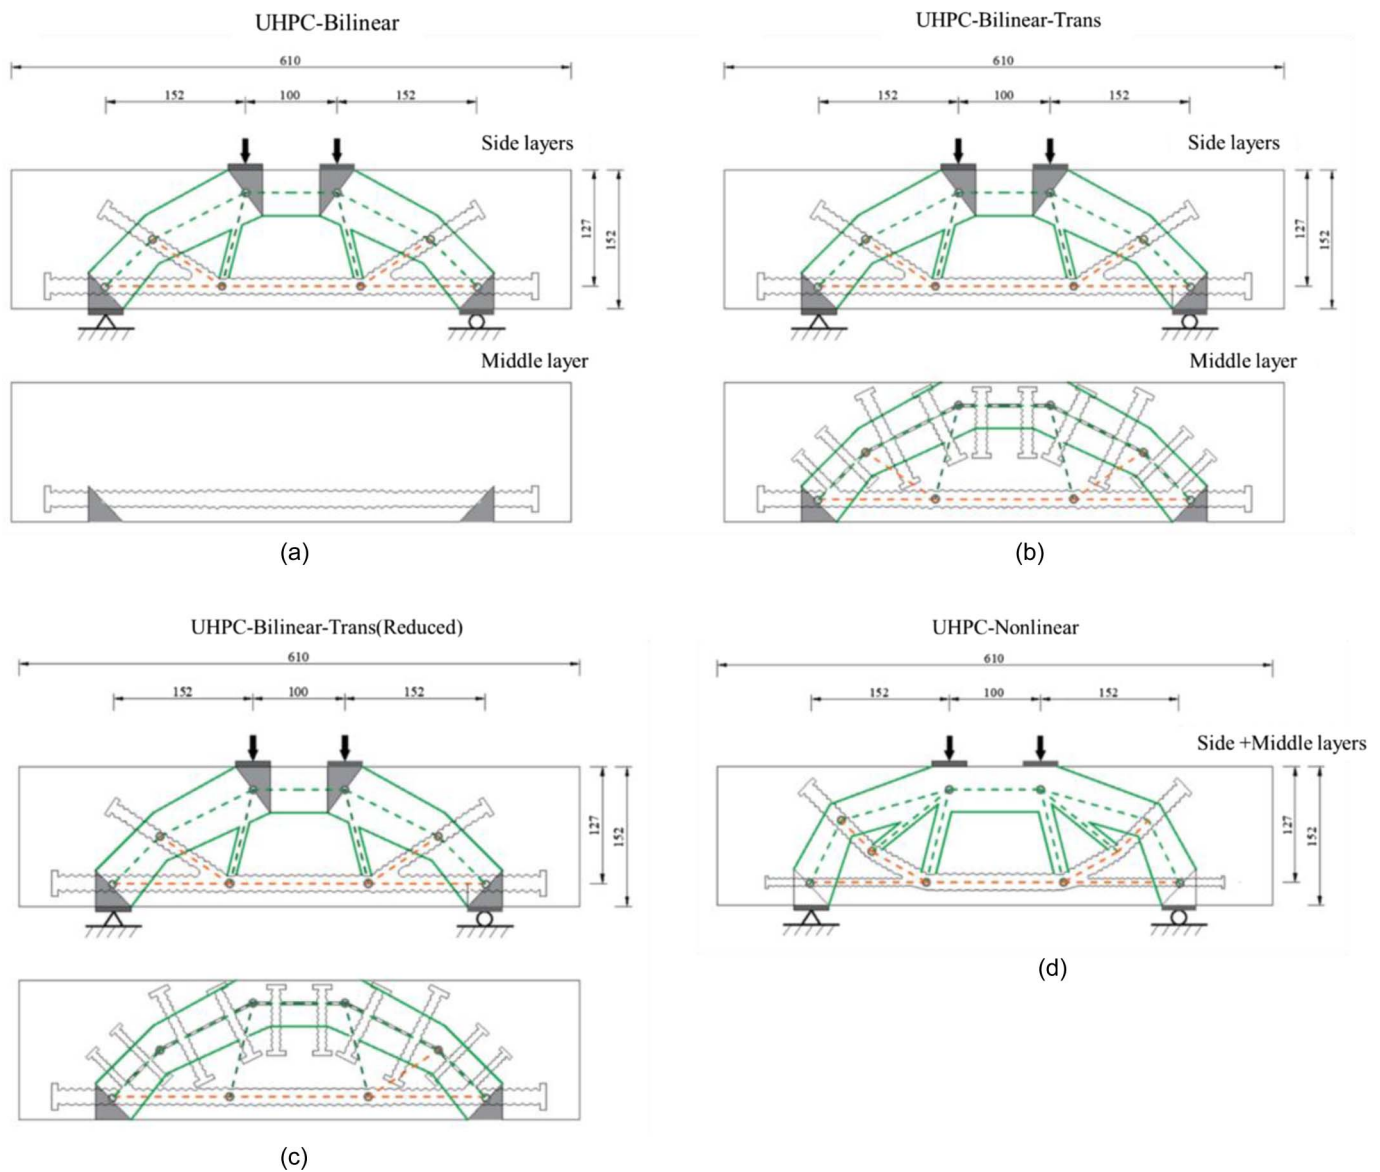 UHPC-Bilinear
610
152 100 152
Side layers
127
152
Middle layer
(a)
UHPC-Bilinear-Trans
610
152 100 152
Side layers
127
152
Middle layer
(b)
UHPC-Bilinear-Trans(Reduced)
610
152 100 152
127
152
(c)
UHPC-Nonlinear
610
152 100 152
Side +Middle layers
127
152
(d)